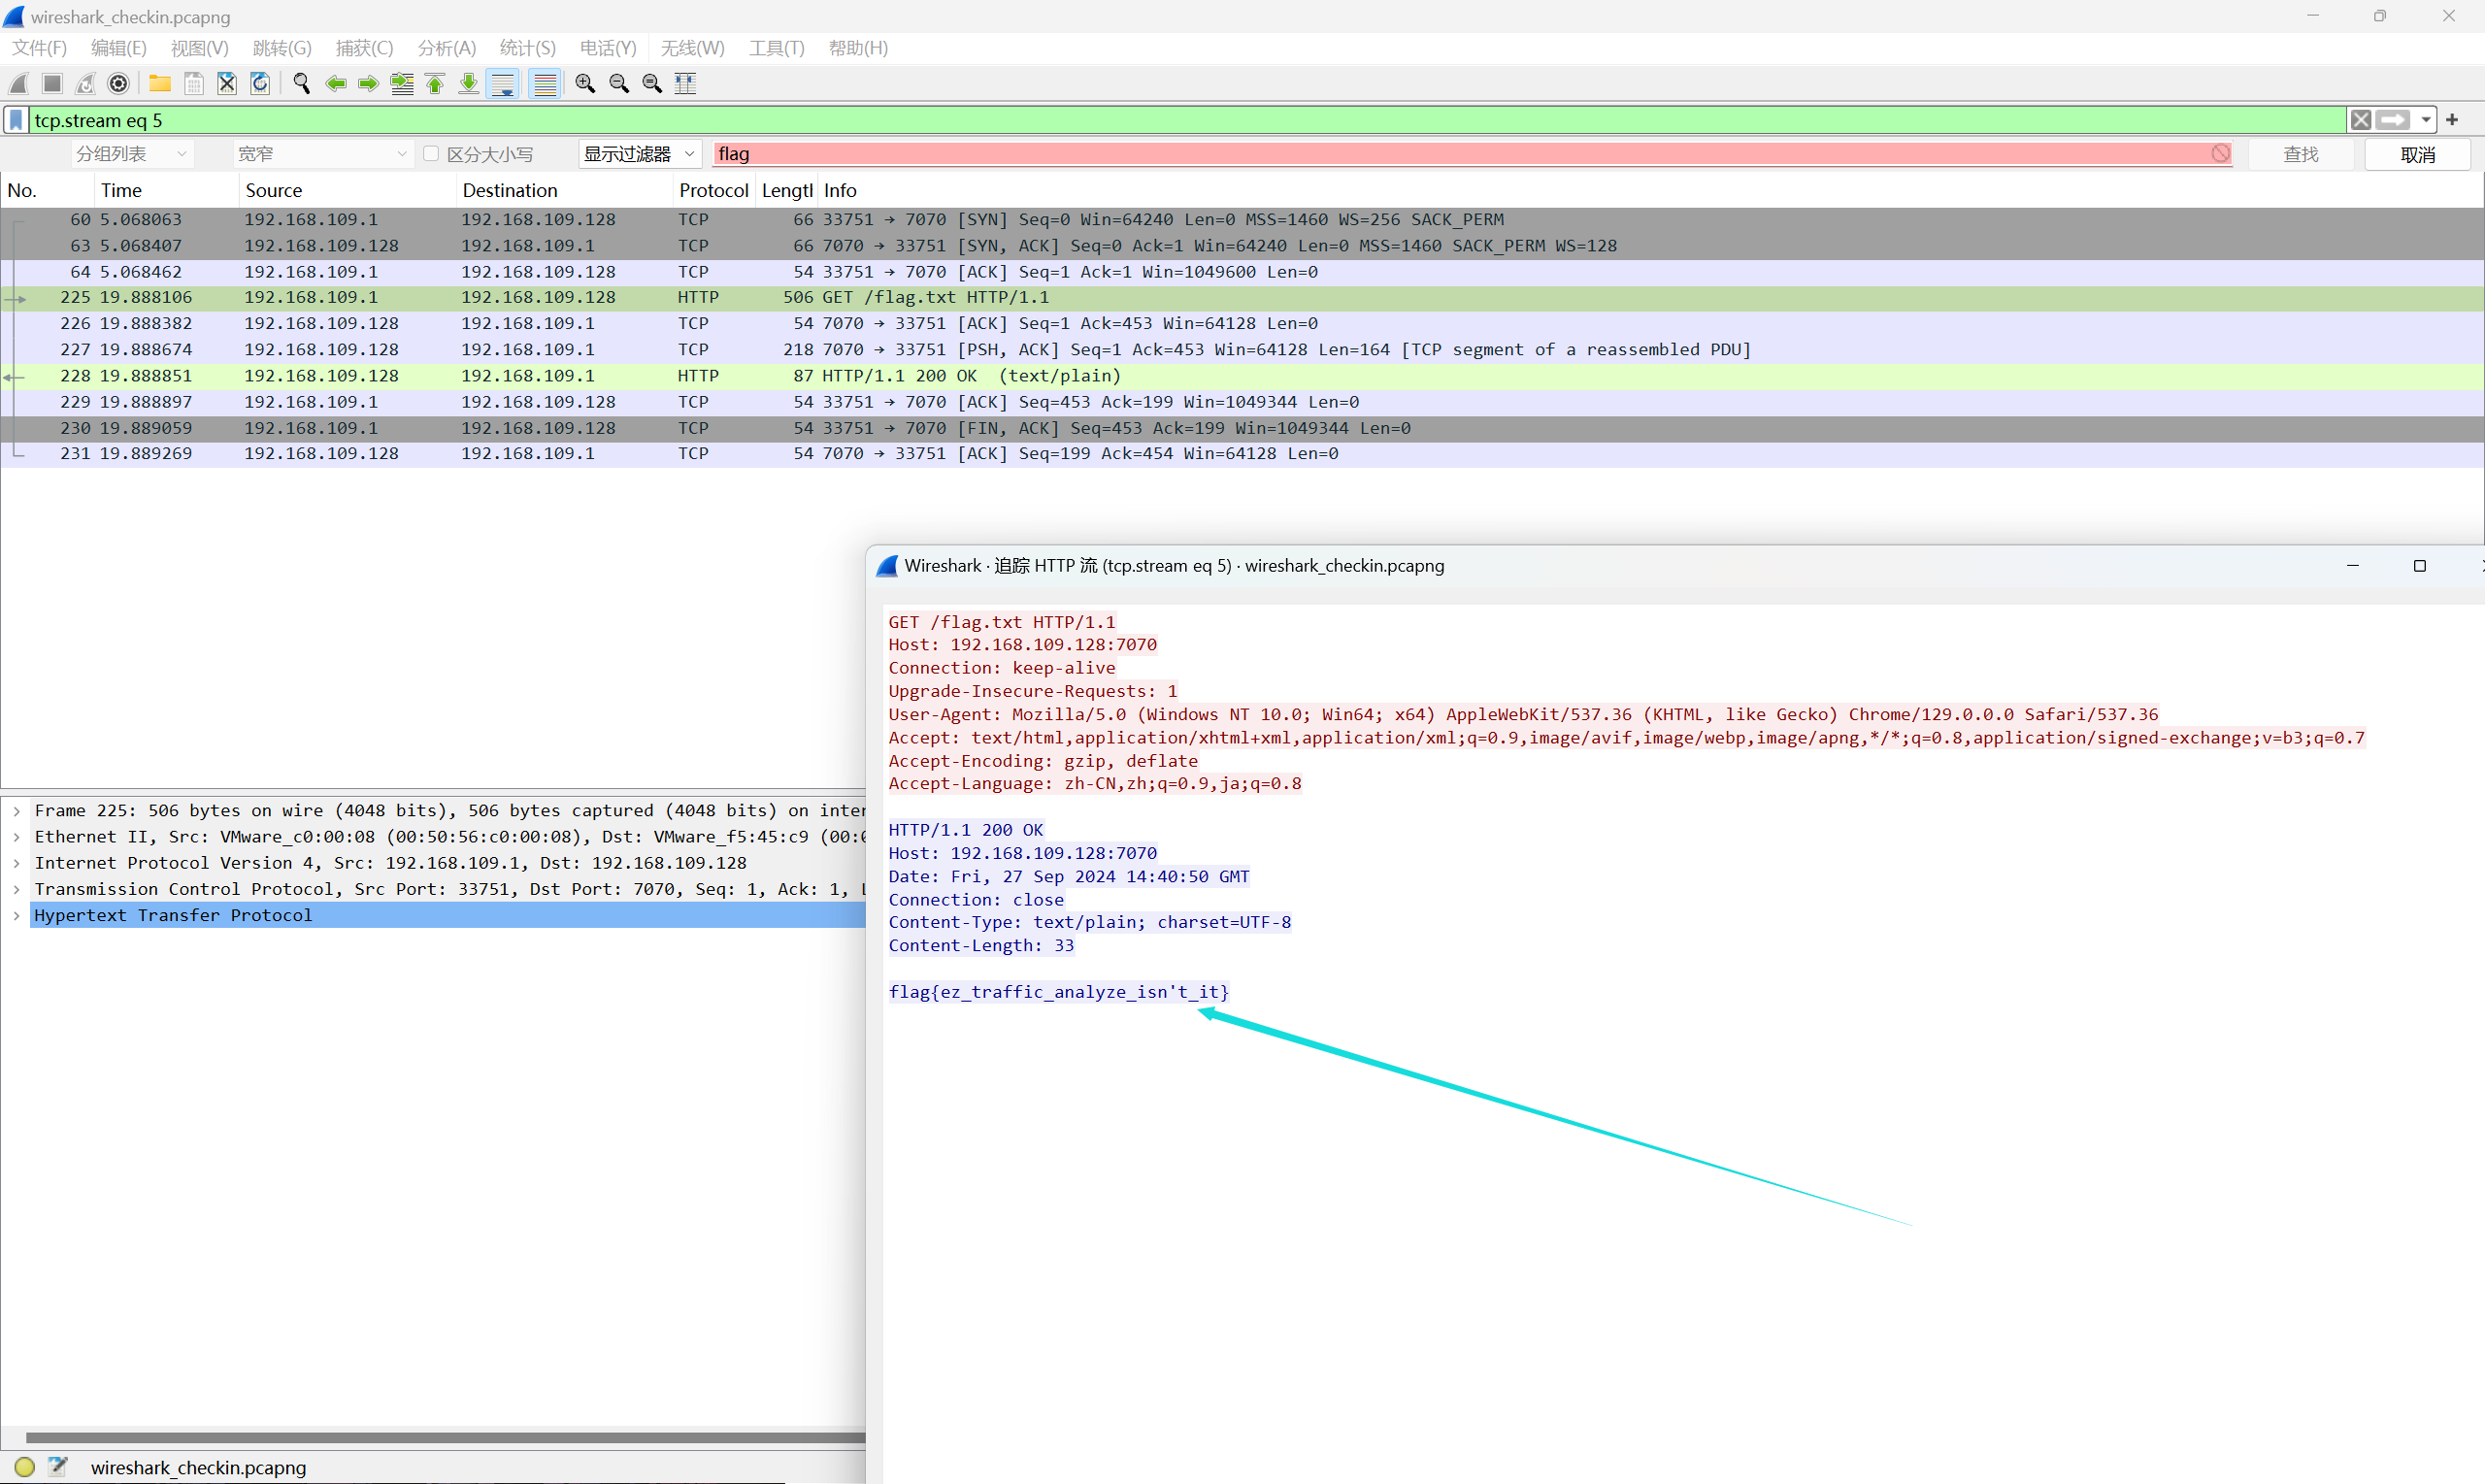 wireshark_checkin.pcapng
文件(F) 编辑(E) 视图(V) 跳转(G) 捕获(C) 分析(A) 统计(S) 电话(Y) 无线(W) 工具(T) 帮助(H)
tcp.stream eq 5
分组列表 宽窄 区分大小写 显示过滤器 flag 查找 取消
No. Time Source Destination Protocol Lengtl Info
60 5.068063 192.168.109.1 192.168.109.128 TCP 66 33751 → 7070 [SYN] Seq=0 Win=64240 Len=0 MSS=1460 WS=256 SACK_PERM
63 5.068407 192.168.109.128 192.168.109.1 TCP 66 7070 → 33751 [SYN, ACK] Seq=0 Ack=1 Win=64240 Len=0 MSS=1460 SACK_PERM WS=128
64 5.068462 192.168.109.1 192.168.109.128 TCP 54 33751 → 7070 [ACK] Seq=1 Ack=1 Win=1049600 Len=0
225 19.888106 192.168.109.1 192.168.109.128 HTTP 506 GET /flag.txt HTTP/1.1
226 19.888382 192.168.109.128 192.168.109.1 TCP 54 7070 → 33751 [ACK] Seq=1 Ack=453 Win=64128 Len=0
227 19.888674 192.168.109.128 192.168.109.1 TCP 218 7070 → 33751 [PSH, ACK] Seq=1 Ack=453 Win=64128 Len=164 [TCP segment of a reassembled PDU]
228 19.888851 192.168.109.128 192.168.109.1 HTTP 87 HTTP/1.1 200 OK (text/plain)
229 19.888897 192.168.109.1 192.168.109.128 TCP 54 33751 → 7070 [ACK] Seq=453 Ack=199 Win=1049344 Len=0
230 19.889059 192.168.109.1 192.168.109.128 TCP 54 33751 → 7070 [FIN, ACK] Seq=453 Ack=199 Win=1049344 Len=0
231 19.889269 192.168.109.128 192.168.109.1 TCP 54 7070 → 33751 [ACK] Seq=199 Ack=454 Win=64128 Len=0
Wireshark · 追踪 HTTP 流 (tcp.stream eq 5) · wireshark_checkin.pcapng
GET /flag.txt HTTP/1.1
Host: 192.168.109.128:7070
Connection: keep-alive
Upgrade-Insecure-Requests: 1
User-Agent: Mozilla/5.0 (Windows NT 10.0; Win64; x64) AppleWebKit/537.36 (KHTML, like Gecko) Chrome/129.0.0.0 Safari/537.36
Accept: text/html,application/xhtml+xml,application/xml;q=0.9,image/avif,image/webp,image/apng,*/*;q=0.8,application/signed-exchange;v=b3;q=0.7
Accept-Encoding: gzip, deflate
Accept-Language: zh-CN,zh;q=0.9,ja;q=0.8
HTTP/1.1 200 OK
Host: 192.168.109.128:7070
Date: Fri, 27 Sep 2024 14:40:50 GMT
Connection: close
Content-Type: text/plain; charset=UTF-8
Content-Length: 33
flag{ez_traffic_analyze_isn't_it}
Frame 225: 506 bytes on wire (4048 bits), 506 bytes captured (4048 bits) on inter
Ethernet II, Src: VMware_c0:00:08 (00:50:56:c0:00:08), Dst: VMware_f5:45:c9 (00:0
Internet Protocol Version 4, Src: 192.168.109.1, Dst: 192.168.109.128
Transmission Control Protocol, Src Port: 33751, Dst Port: 7070, Seq: 1, Ack: 1, L
Hypertext Transfer Protocol
wireshark_checkin.pcapng